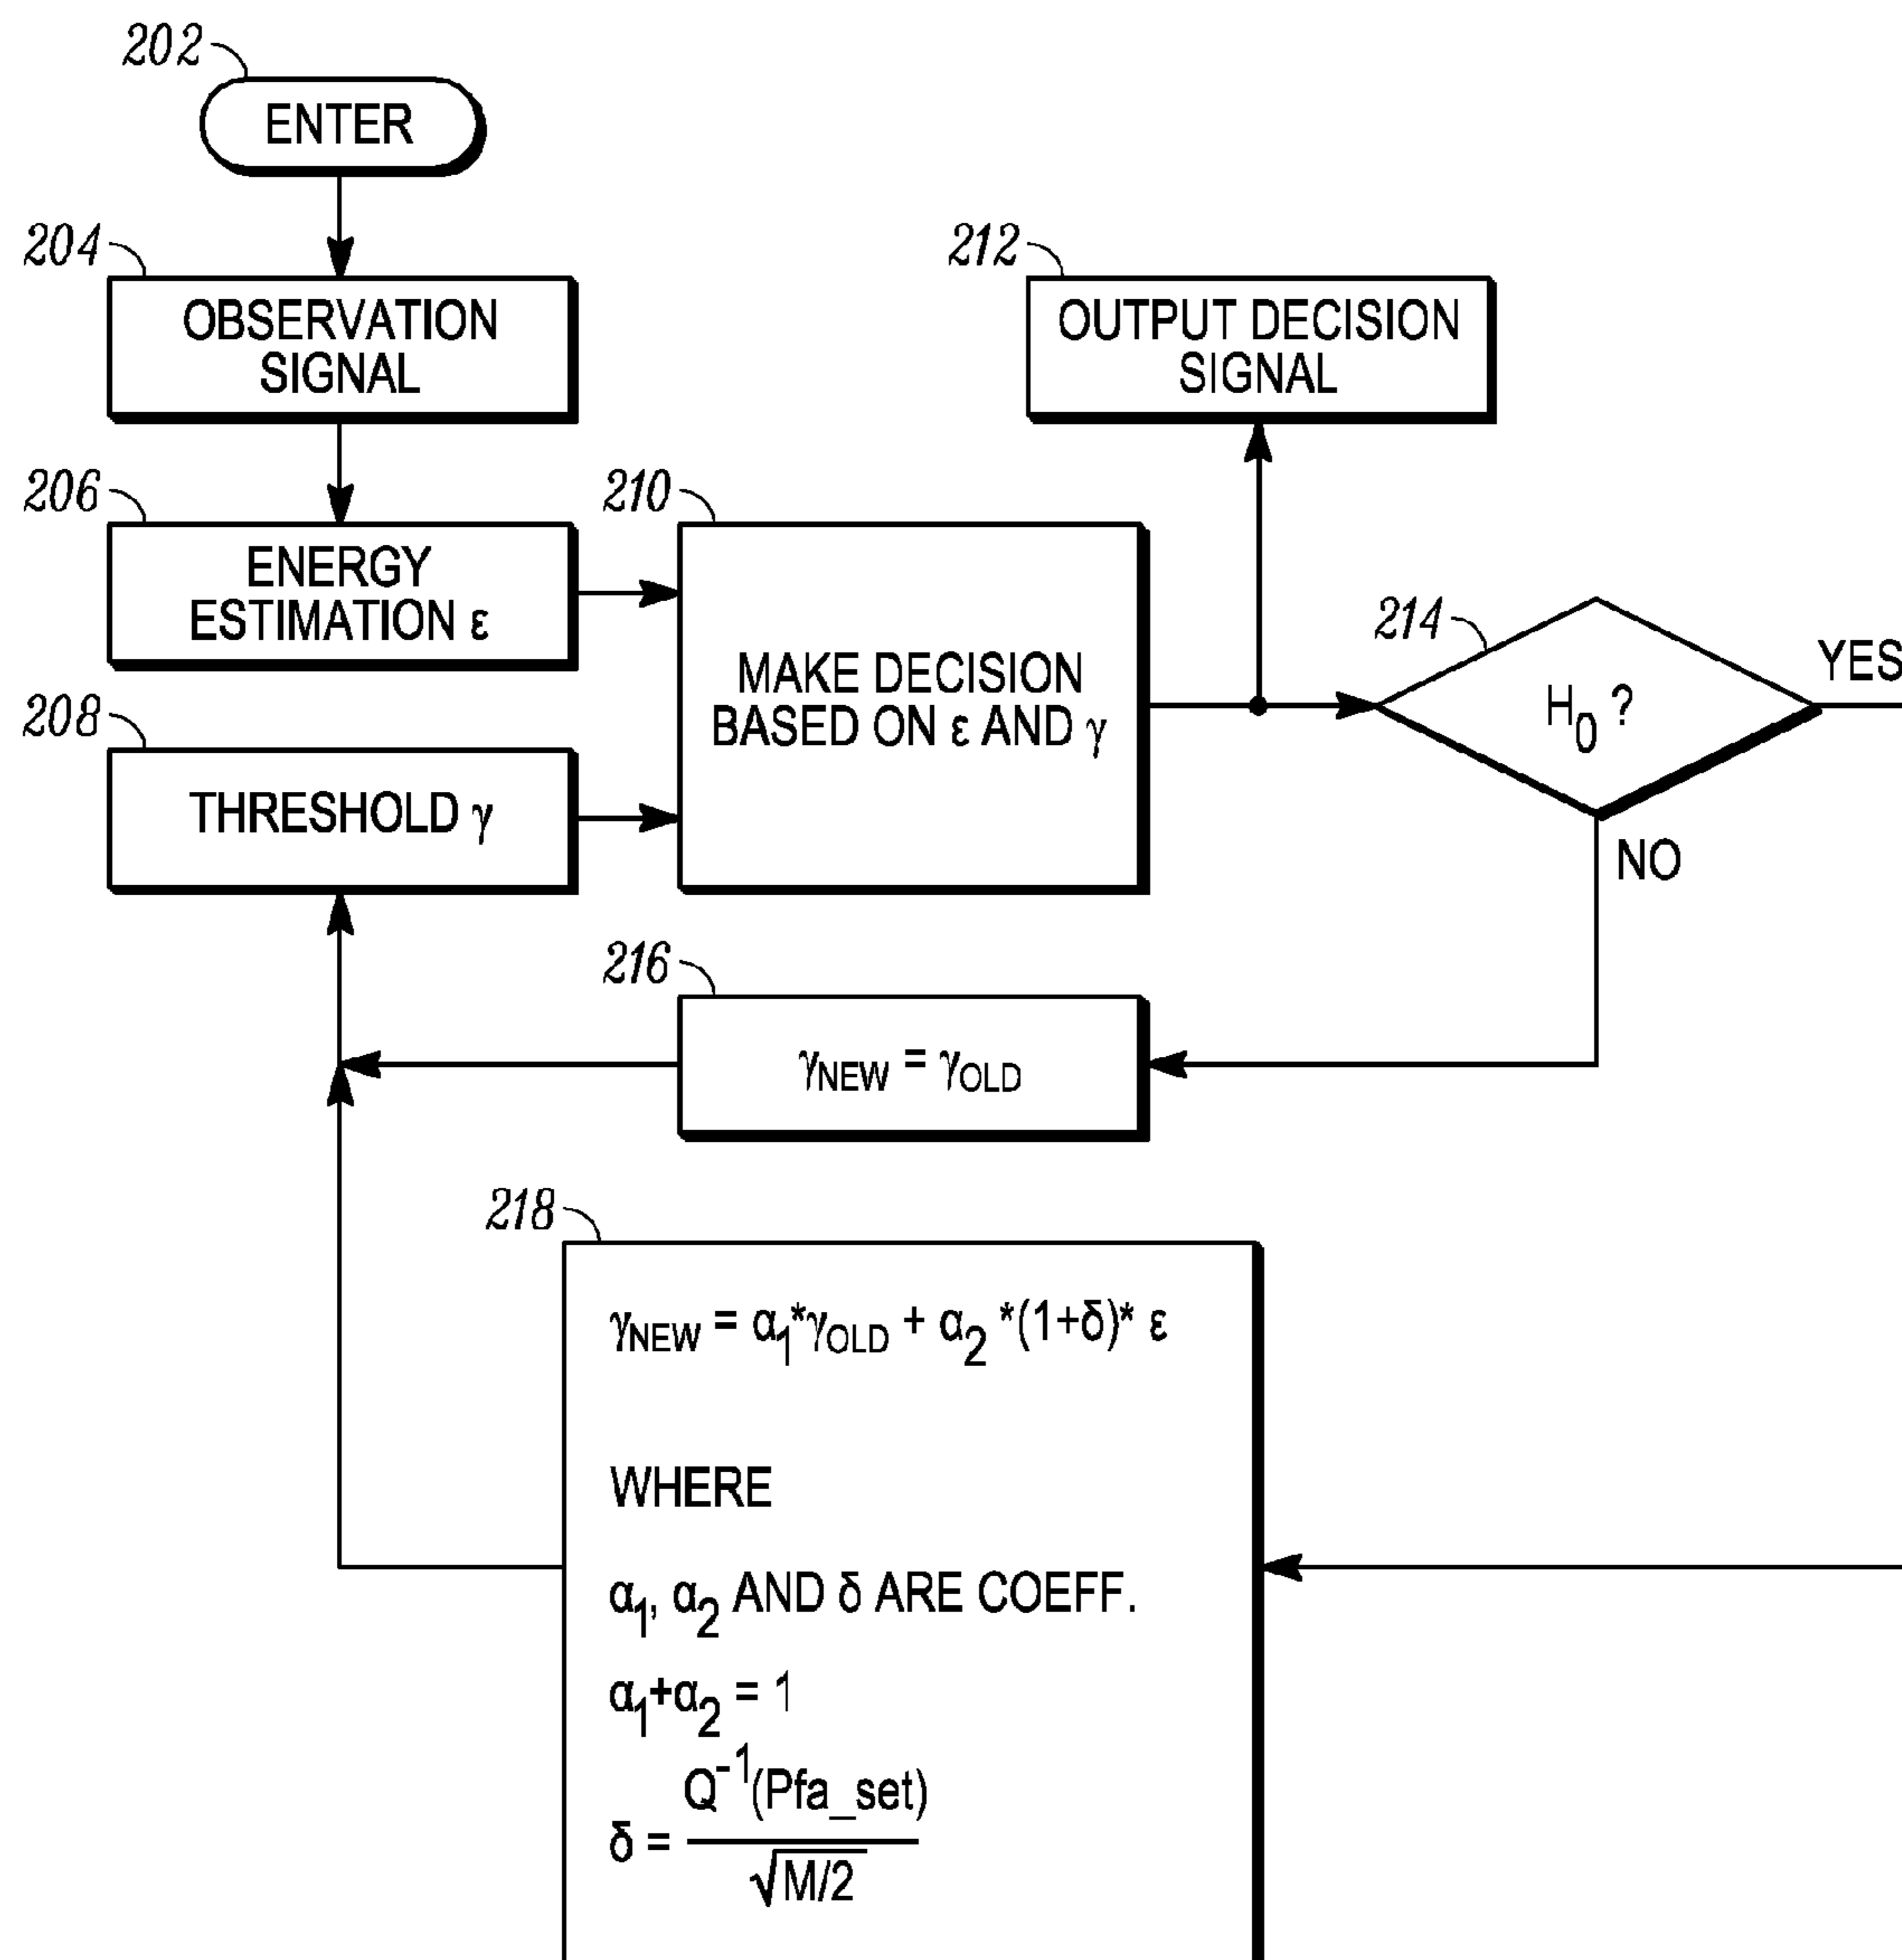 202
ENTER
204
OBSERVATION
SIGNAL
212
OUTPUT DECISION
SIGNAL
206
ENERGY
ESTIMATION ε
210
MAKE DECISION
BASED ON ε AND γ
208
THRESHOLD γ
214
H0 ?
YES
NO
216
γNEW = γOLD
218
γNEW = α1*γOLD + α2 *(1+δ)* ε
WHERE
α1, α2 AND δ ARE COEFF.
α1+α2 = 1
δ = Q-1(Pfa_set)
√M/2